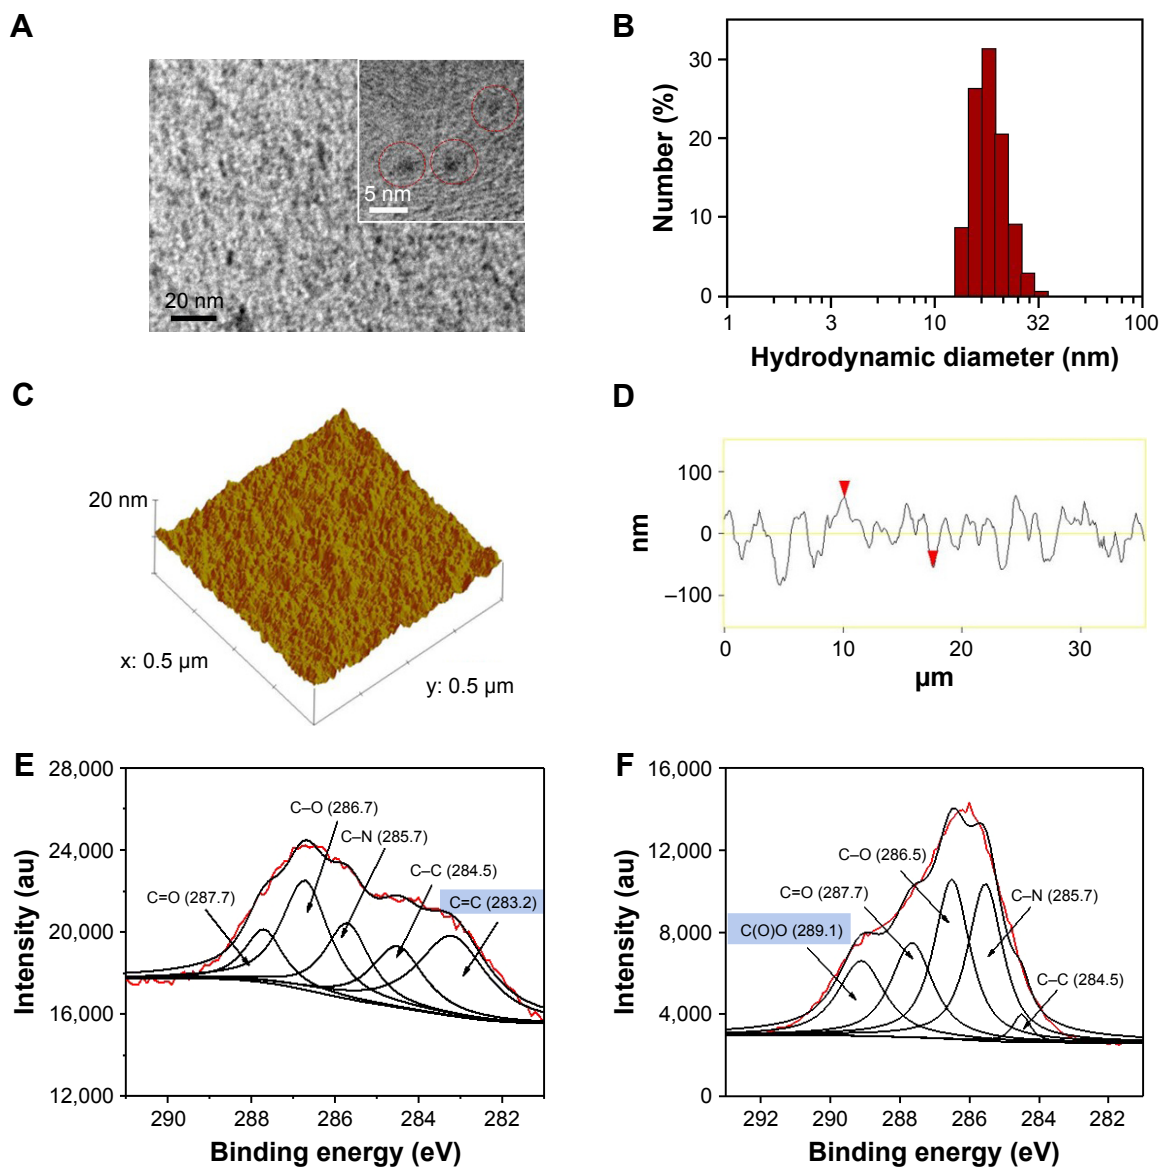 A
5 nm
20 nm
B
Number (%)
30
20
10
0
1
3
10
32
100
Hydrodynamic diameter (nm)
C
20 nm
x: 0.5 µm
y: 0.5 µm
D
nm
100
0
–100
0
10
20
30
µm
E
Intensity (au)
28,000
24,000
20,000
16,000
12,000
C=O (287.7)
C–O (286.7)
C–N (285.7)
C–C (284.5)
C=C (283.2)
290
288
286
284
282
Binding energy (eV)
F
Intensity (au)
16,000
12,000
8,000
4,000
0
C(O)O (289.1)
C=O (287.7)
C–O (286.5)
C–N (285.7)
C–C (284.5)
292
290
288
286
284
282
Binding energy (eV)